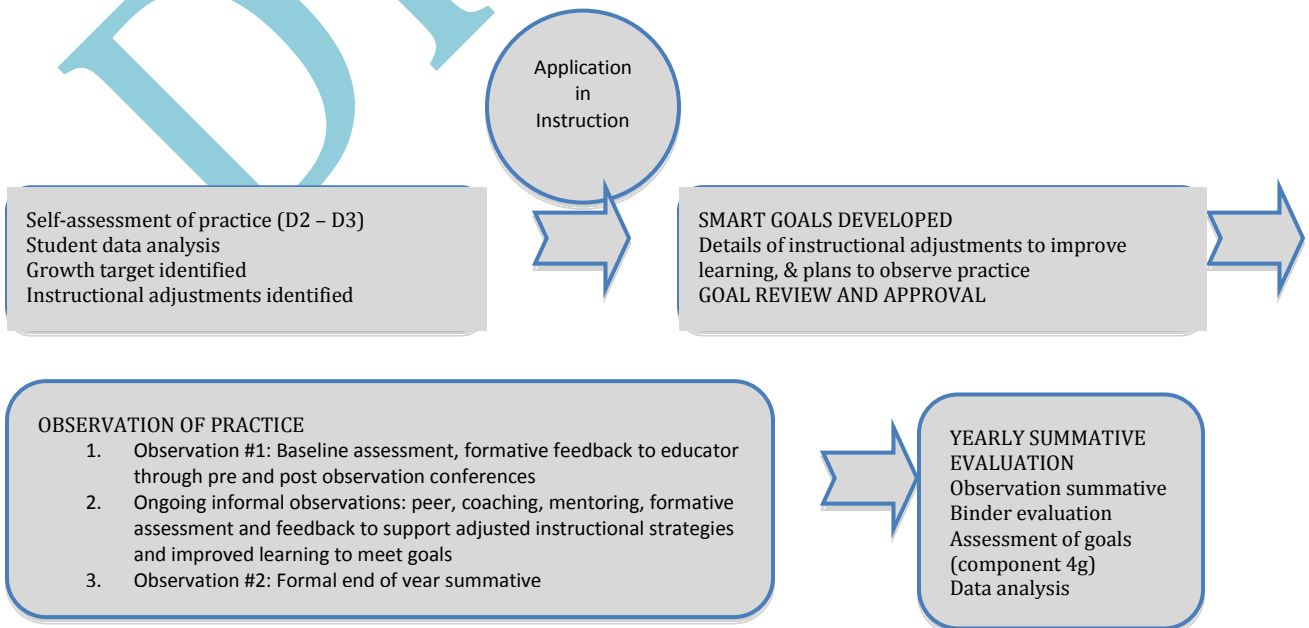 Application
in
Instruction
Self-assessment of practice (D2 – D3)
Student data analysis
Growth target identified
Instructional adjustments identified
SMART GOALS DEVELOPED
Details of instructional adjustments to improve
learning, & plans to observe practice
GOAL REVIEW AND APPROVAL
OBSERVATION OF PRACTICE
1. Observation #1: Baseline assessment, formative feedback to educator
through pre and post observation conferences
2. Ongoing informal observations: peer, coaching, mentoring, formative
assessment and feedback to support adjusted instructional strategies
and improved learning to meet goals
3. Observation #2: Formal end of year summative
YEARLY SUMMATIVE
EVALUATION
Observation summative
Binder evaluation
Assessment of goals
(component 4g)
Data analysis